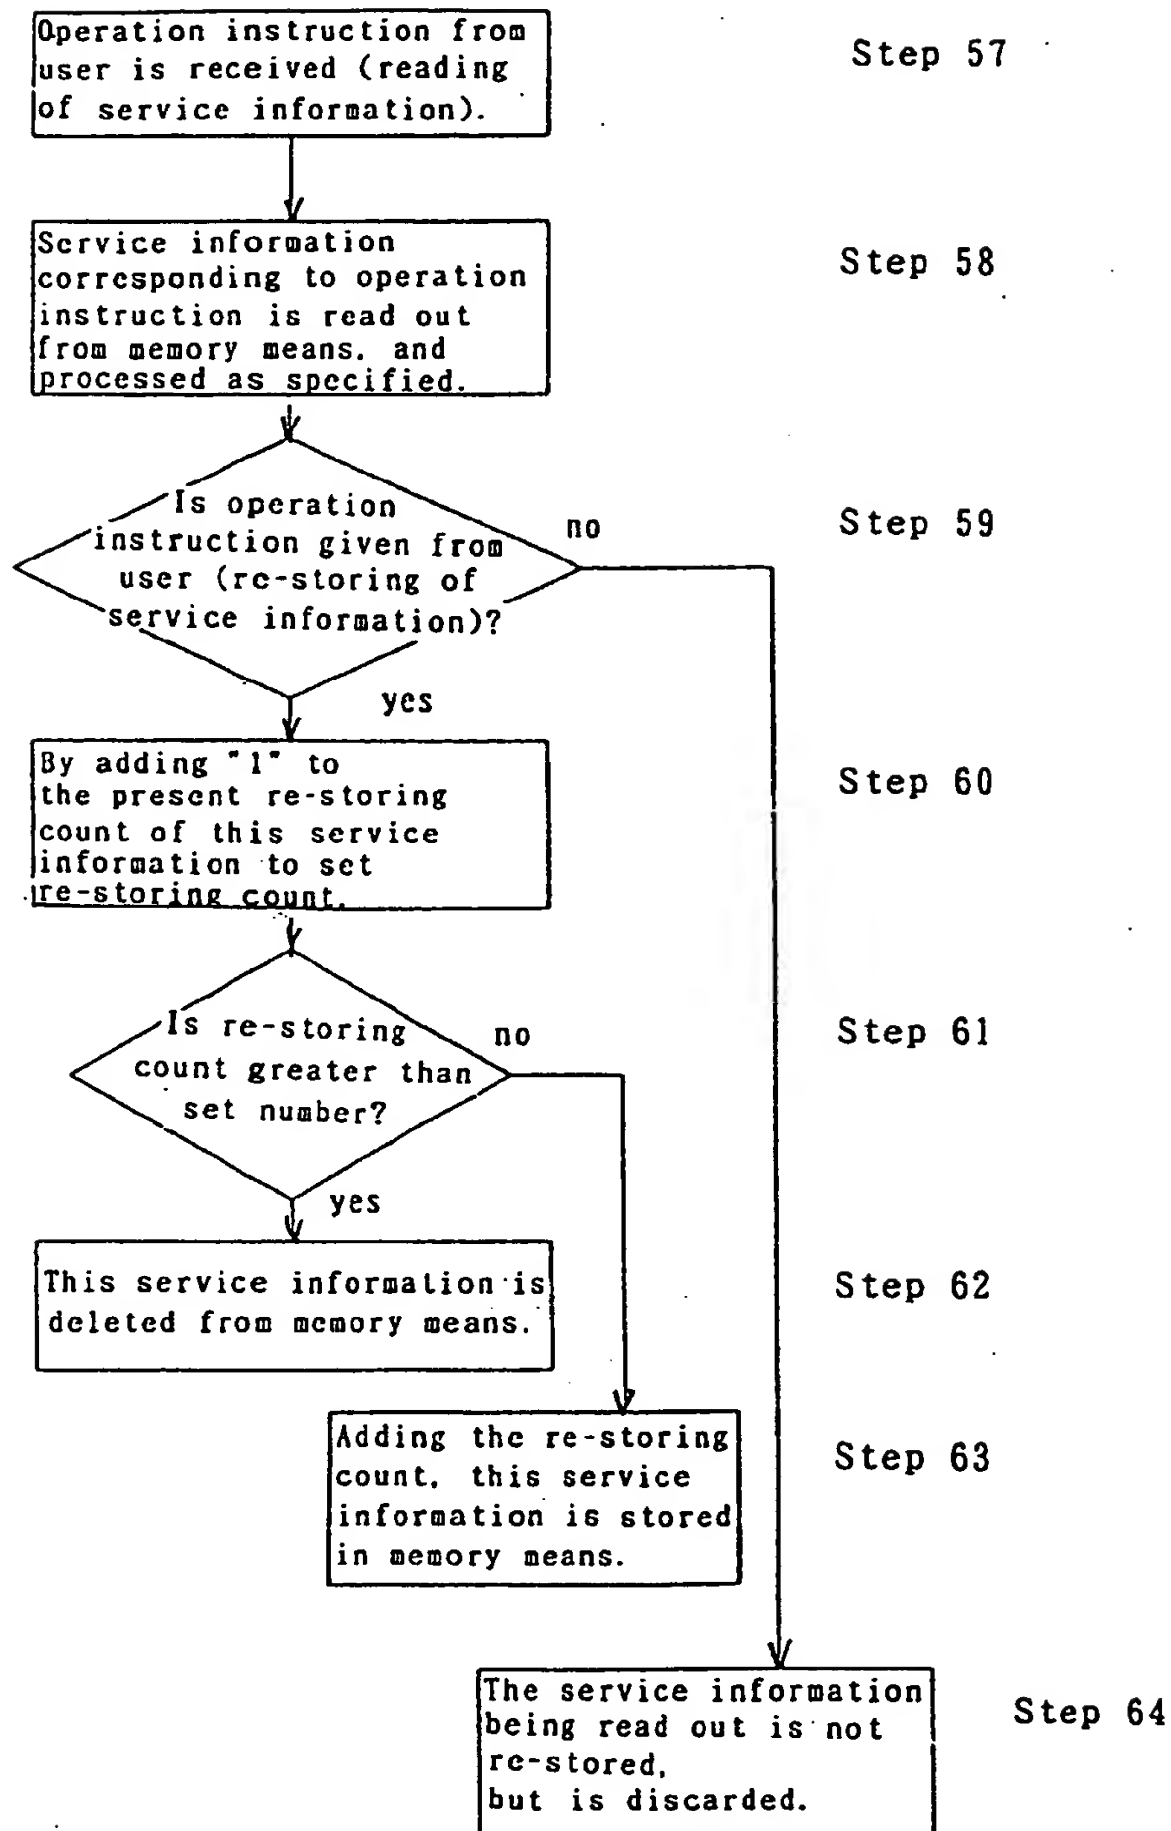 Operation instruction from
user is received (reading
of service information).
Step 57
Service information
corresponding to operation
instruction is read out
from memory means. and
processed as specified.
Step 58
Is operation
instruction given from
user (re-storing of
service information)?
no
yes
Step 59
By adding "1" to
the present re-storing
count of this service
information to set
re-storing count.
Step 60
Is re-storing
count greater than
set number?
no
yes
Step 61
This service information is
deleted from memory means.
Step 62
Adding the re-storing
count. this service
information is stored
in memory means.
Step 63
The service information
being read out is not
re-stored,
but is discarded.
Step 64